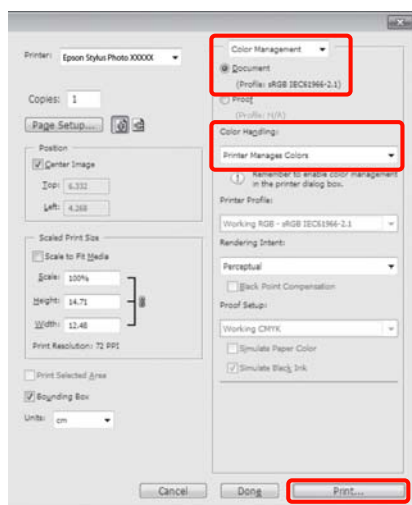 Printer: Epson Stylus Photo XXXXX
Copies: 1
Page Setup...
Position
Center Image
Top: 6.332
Left: 4.268
Scaled Print Size
Scale to Fit Media
Scale: 100%
Height: 14.71
Width: 12.48
Print Resolution: 72 PPI
Print Selected Area
Bounding Box
Units: cm
Color Management
Document
(Profile: sRGB IEC61966-2.1)
Proof
(Profile: N/A)
Color Handling:
Printer Manages Colors
Remember to enable color management
in the printer dialog box.
Printer Profile:
Working RGB - sRGB IEC61966-2.1
Rendering Intent:
Perceptual
Black Point Compensation
Proof Setup:
Working CMYK
Simulate Paper Color
Simulate Black Ink
Cancel
Done
Print...